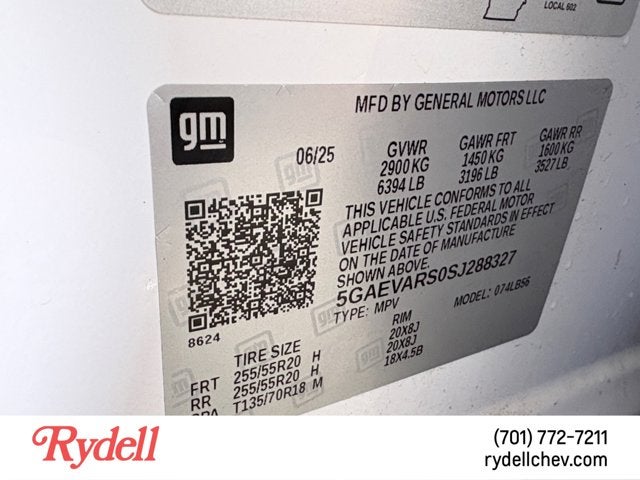 LOCAL 602
MFD BY GENERAL MOTORS LLC
gm
06/25
GVWR GAWR FRT GAWR RR
2900 KG 1450 KG 1600 KG
6394 LB 3196 LB 3527 LB
THIS VEHICLE CONFORMS TO ALL
APPLICABLE U.S. FEDERAL MOTOR
VEHICLE SAFETY STANDARDS IN EFFECT
ON THE DATE OF MANUFACTURE
SHOWN ABOVE.
5GAEVARS0SJ288327
TYPE: MPV MODEL: 074LB56
8624
TIRE SIZE RIM
FRT 255/55R20 H 20X8J
RR 255/55R20 H 20X8J
SPA T135/70R18 M 18X4.5B
Rydell
(701) 772-7211
rydellchev.com